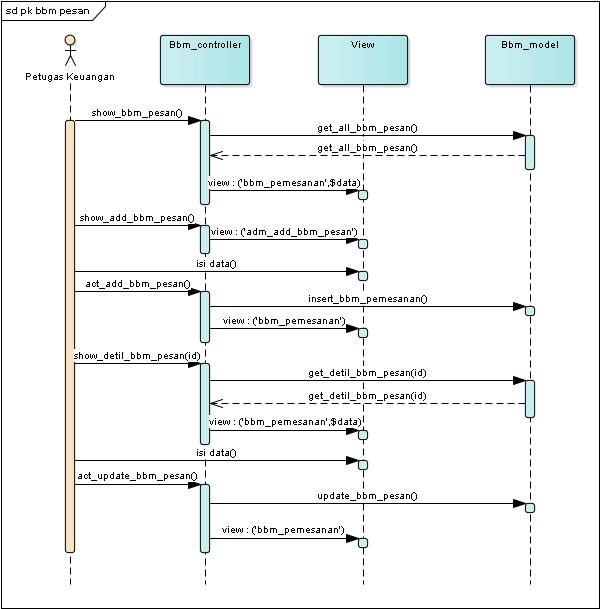 sd pk bbm pesan
Petugas Keuangan
Bbm_controller
View
Bbm_model
show_bbm_pesan()
get_all_bbm_pesan()
get_all_bbm_pesan()
view : ('bbm_pemesanan',$data)
show_add_bbm_pesan()
view : ('adm_add_bbm_pesan')
isi data()
act_add_bbm_pesan()
insert_bbm_pemesanan()
view : ('bbm_pemesanan')
show_detil_bbm_pesan(id)
get_detil_bbm_pesan(id)
get_detil_bbm_pesan(id)
view : ('bbm_pemesanan',$data)
isi data()
act_update_bbm_pesan()
update_bbm_pesan()
view : ('bbm_pemesanan')